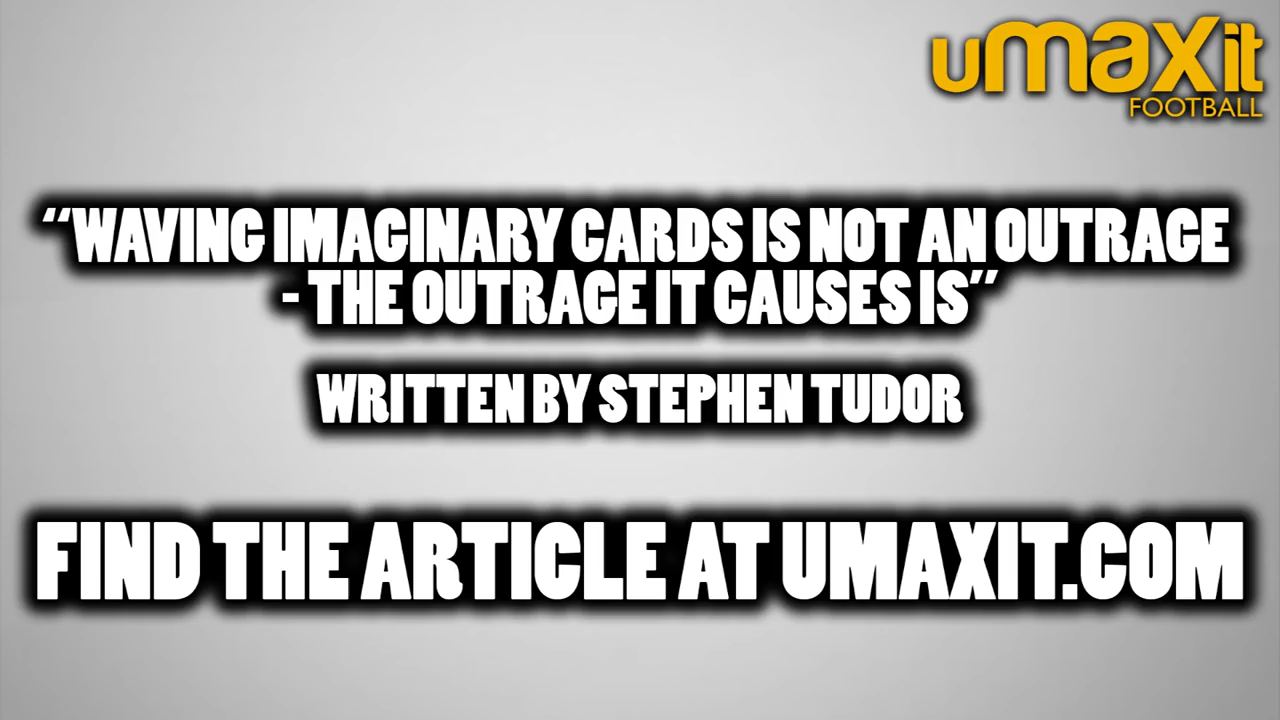 umaxit
FOOTBALL
“WAVING IMAGINARY CARDS IS NOT AN OUTRAGE
- THE OUTRAGE IT CAUSES IS”
WRITTEN BY STEPHEN TUDOR
FIND THE ARTICLE AT UMAXIT.COM